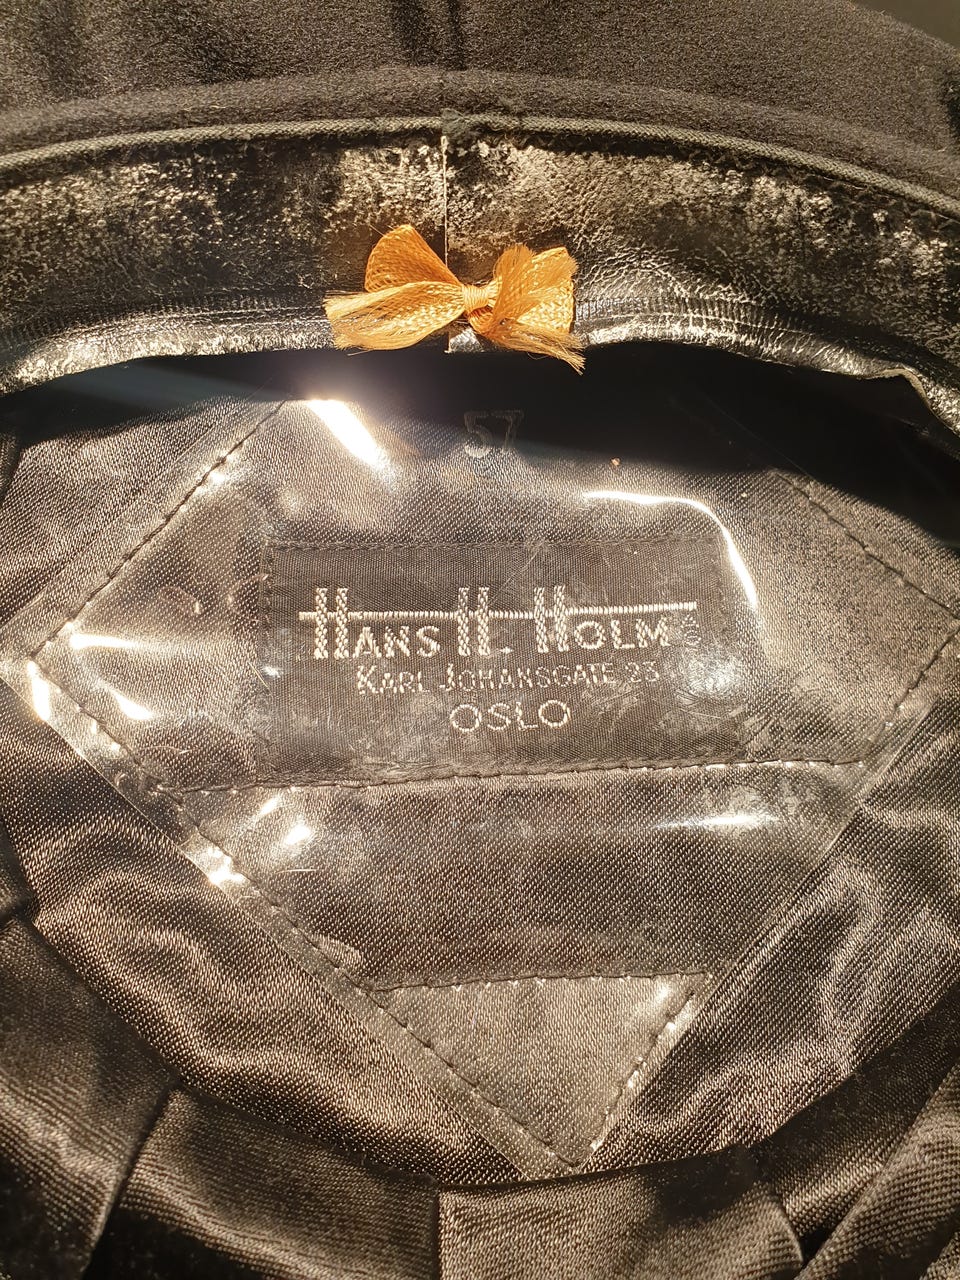 57
HANS H. HOLM A/S
KARL JOHANSGATE 23
OSLO